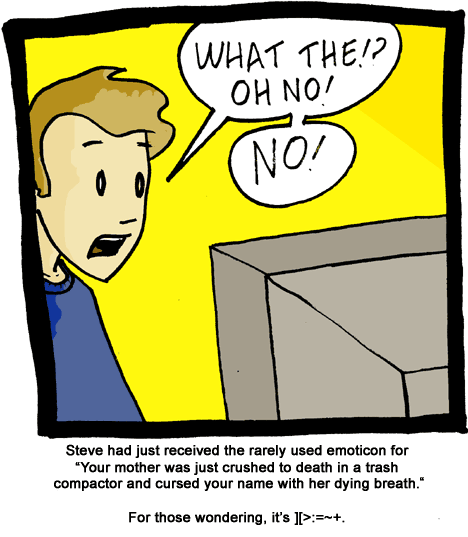 WHAT THE!?
OH NO!
NO!
Steve had just received the rarely used emoticon for
“Your mother was just crushed to death in a trash
compactor and cursed your name with her dying breath.“
For those wondering, it’s ][>:=~+.